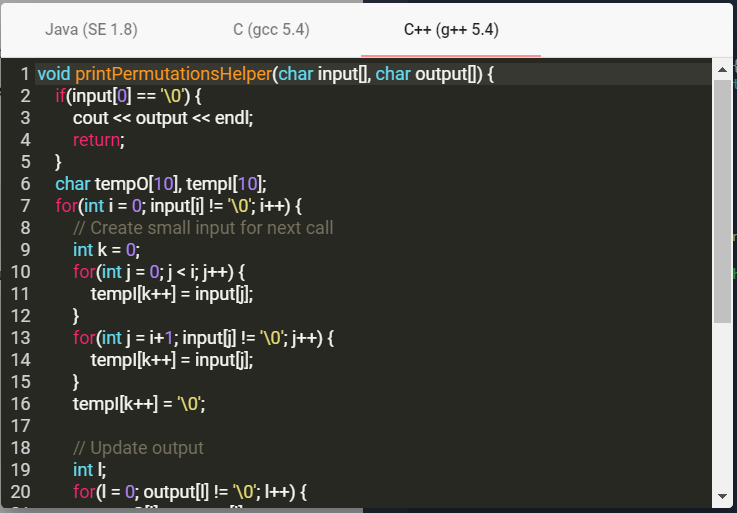 Java (SE 1.8) C (gcc 5.4) C++ (g++ 5.4)
1 void printPermutationsHelper(char input[], char output[]) {
2 if(input[0] == '\0') {
3 cout << output << endl;
4 return;
5 }
6 char tempO[10], tempI[10];
7 for(int i = 0; input[i] != '\0'; i++) {
8 // Create small input for next call
9 int k = 0;
10 for(int j = 0; j < i; j++) {
11 tempI[k++] = input[j];
12 }
13 for(int j = i+1; input[j] != '\0'; j++) {
14 tempI[k++] = input[j];
15 }
16 tempI[k++] = '\0';
17
18 // Update output
19 int l;
20 for(l = 0; output[l] != '\0'; l++) {